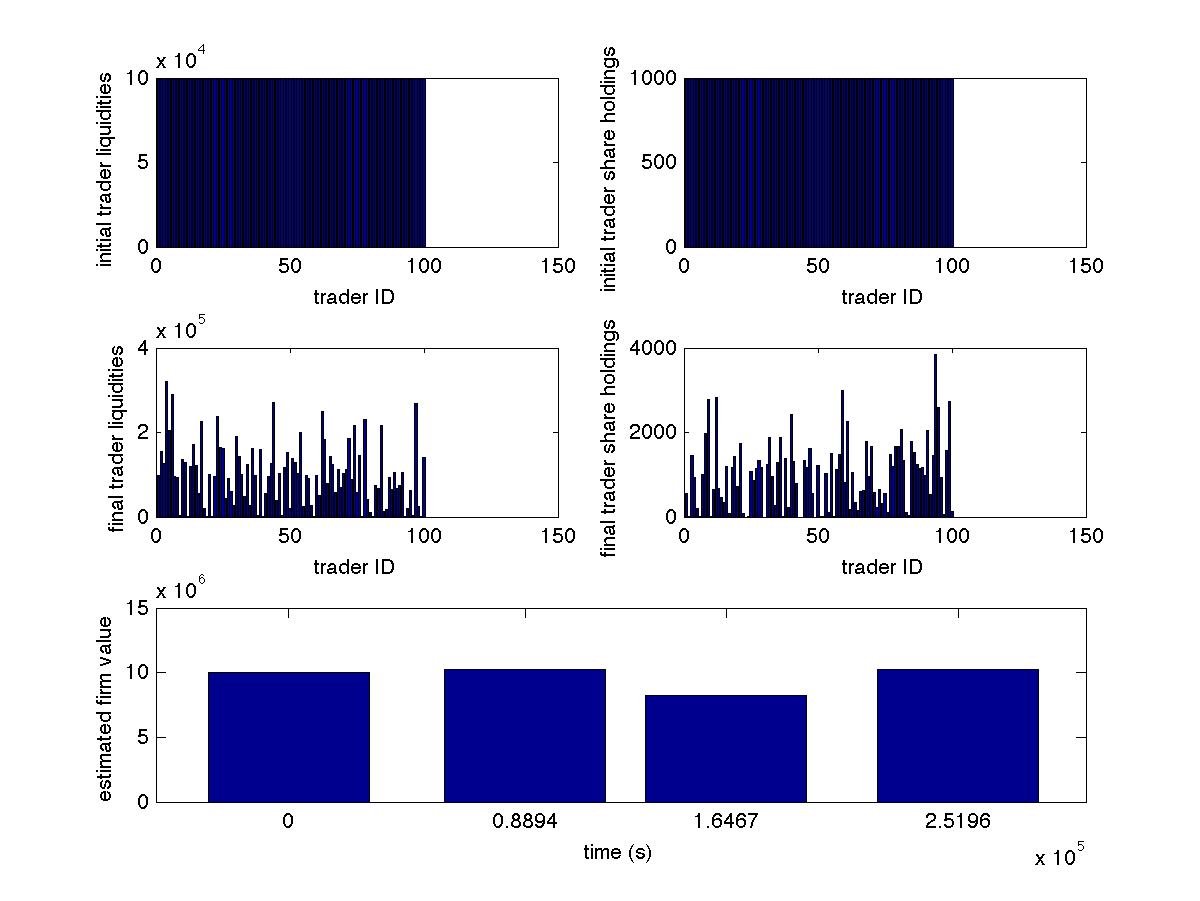 x 10^4
10
5
0
initial trader liquidities
0 50 100 150
trader ID
1000
500
0
initial trader share holdings
0 50 100 150
trader ID
x 10^5
4
2
0
final trader liquidities
0 50 100 150
trader ID
4000
2000
0
final trader share holdings
0 50 100 150
trader ID
x 10^6
15
10
5
0
estimated firm value
0 0.8894 1.6467 2.5196
time (s)
x 10^5